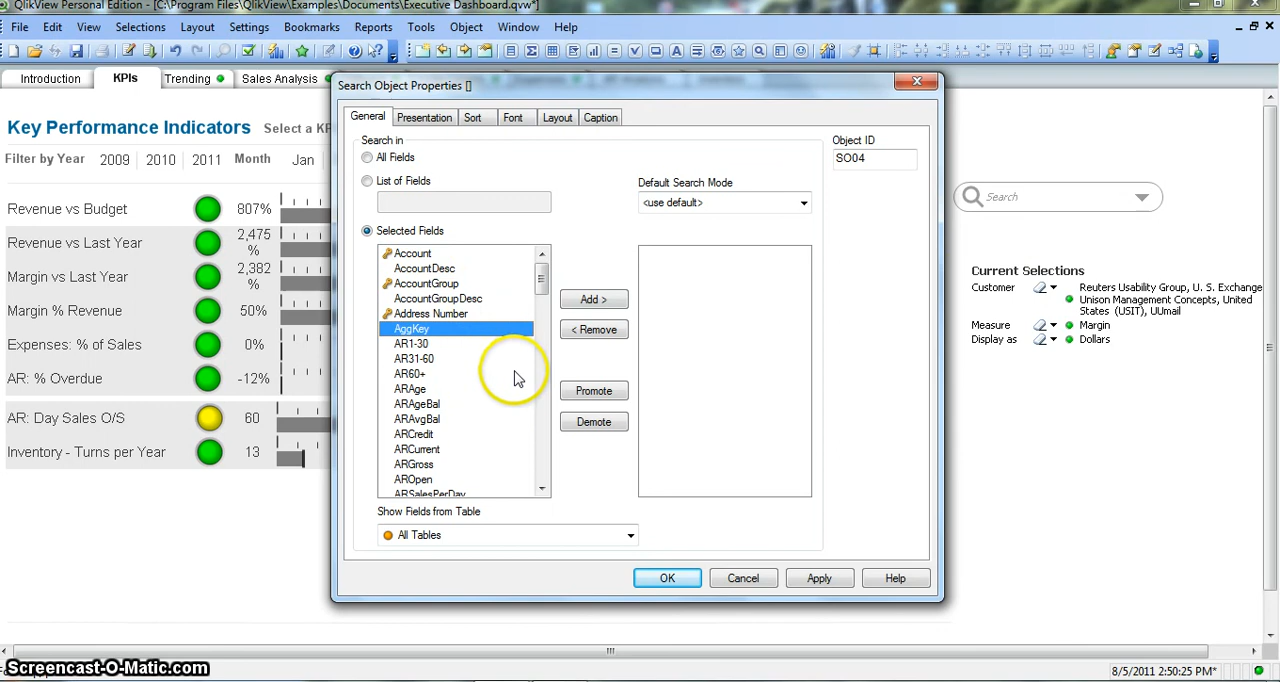 QlikView Personal Edition - [C:\Program Files\QlikView\Examples\Documents\Executive Dashboard.qvw*]
File Edit View Selections Layout Settings Bookmarks Reports Tools Object Window Help
Introduction KPIs Trending Sales Analysis
Key Performance Indicators Select a KP
Filter by Year 2009 2010 2011 Month Jan
Revenue vs Budget 807%
Revenue vs Last Year 2,475 %
Margin vs Last Year 2,382 %
Margin % Revenue 50%
Expenses: % of Sales 0%
AR: % Overdue -12%
AR: Day Sales O/S 60
Inventory - Turns per Year 13
Search Object Properties []
General Presentation Sort Font Layout Caption
Search in
All Fields
List of Fields
Selected Fields
Account
AccountDesc
AccountGroup
AccountGroupDesc
Address Number
AggKey
AR1-30
AR31-60
AR60+
ARAge
ARAgeBal
ARAvgBal
ARCredit
ARCurrent
ARGross
AROpen
ARSalesPerDay
Show Fields from Table
All Tables
Add >
< Remove
Promote
Demote
Default Search Mode
<use default>
Object ID
SO04
OK Cancel Apply Help
Search
Current Selections
Customer Reuters Usability Group, U. S. Exchange
Unison Management Concepts, United
States (USIT), UUmail
Measure Margin
Display as Dollars
Screencast-O-Matic.com
8/5/2011 2:50:25 PM*